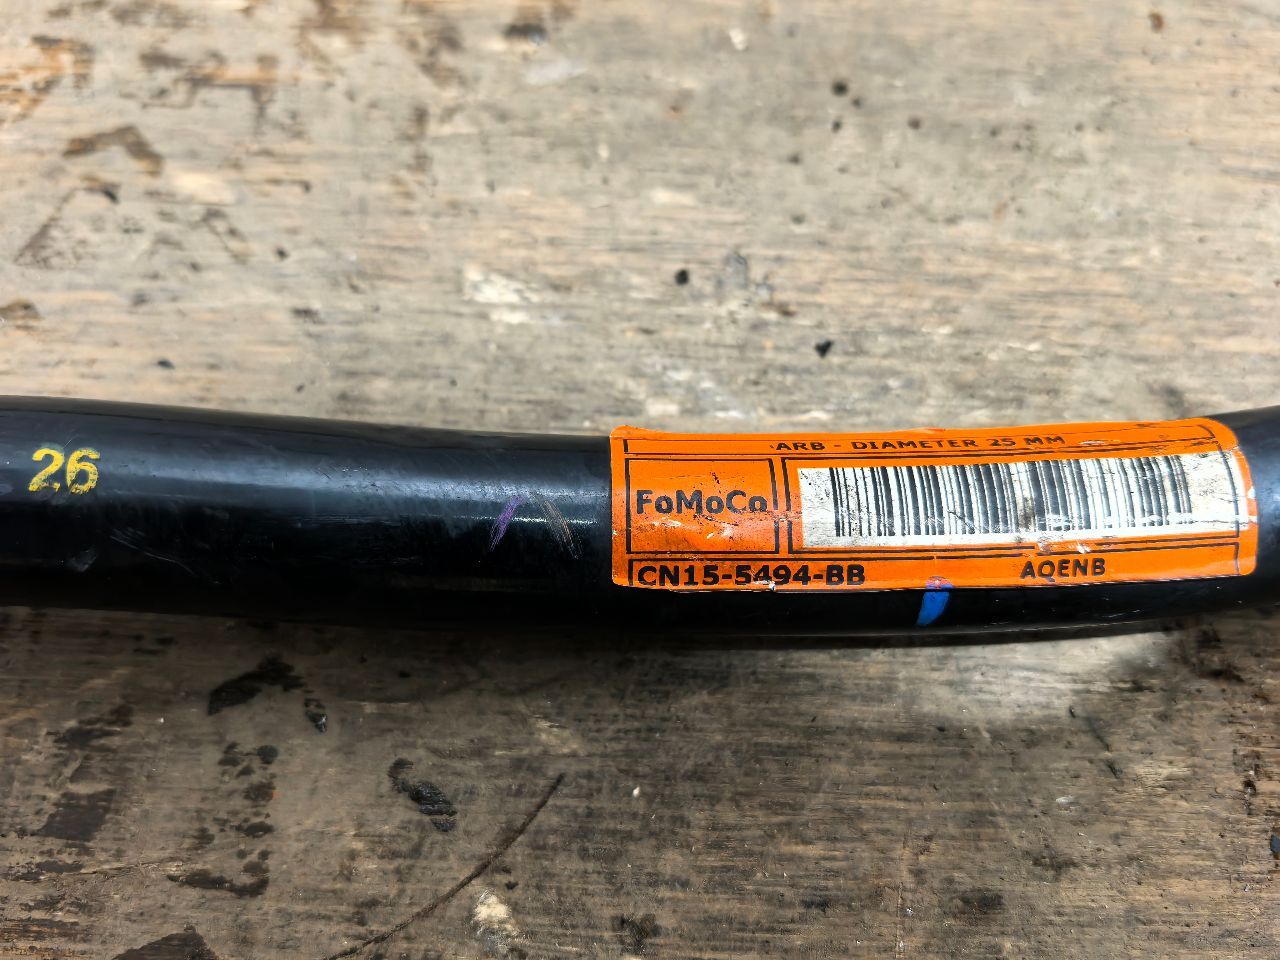 26
ARB - DIAMETER 25 MM
FoMoCo
CN15-5494-BB
AQENB